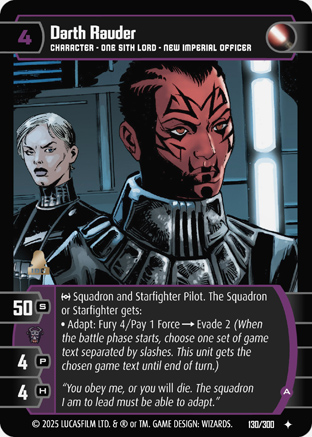 4
Darth Rauder
CHARACTER - ONE SITH LORD - NEW IMPERIAL OFFICER
50 S
4 P
4 H
Squadron and Starfighter Pilot. The Squadron
or Starfighter gets:
• Adapt: Fury 4/Pay 1 Force → Evade 2 (When
the battle phase starts, choose one set of game
text separated by slashes. This unit gets the
chosen game text until end of turn.)
“You obey me, or you will die. The squadron
I am to lead must be able to adapt.”
A
© 2025 LUCASFILM LTD. & ® or TM. GAME DESIGN: WIZARDS. 130/300